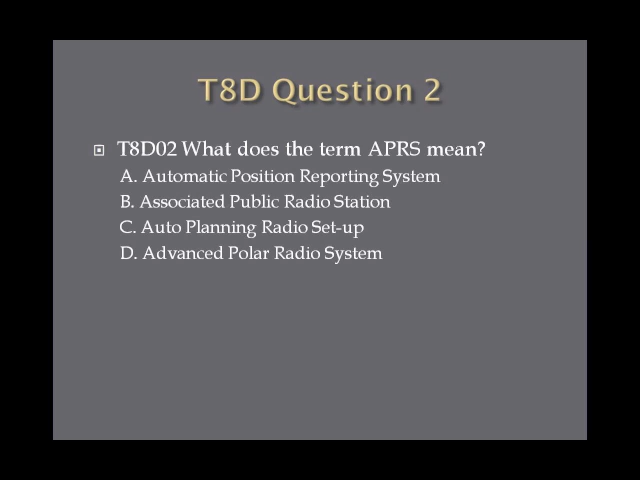 T8D Question 2
T8D02 What does the term APRS mean?
A. Automatic Position Reporting System
B. Associated Public Radio Station
C. Auto Planning Radio Set-up
D. Advanced Polar Radio System